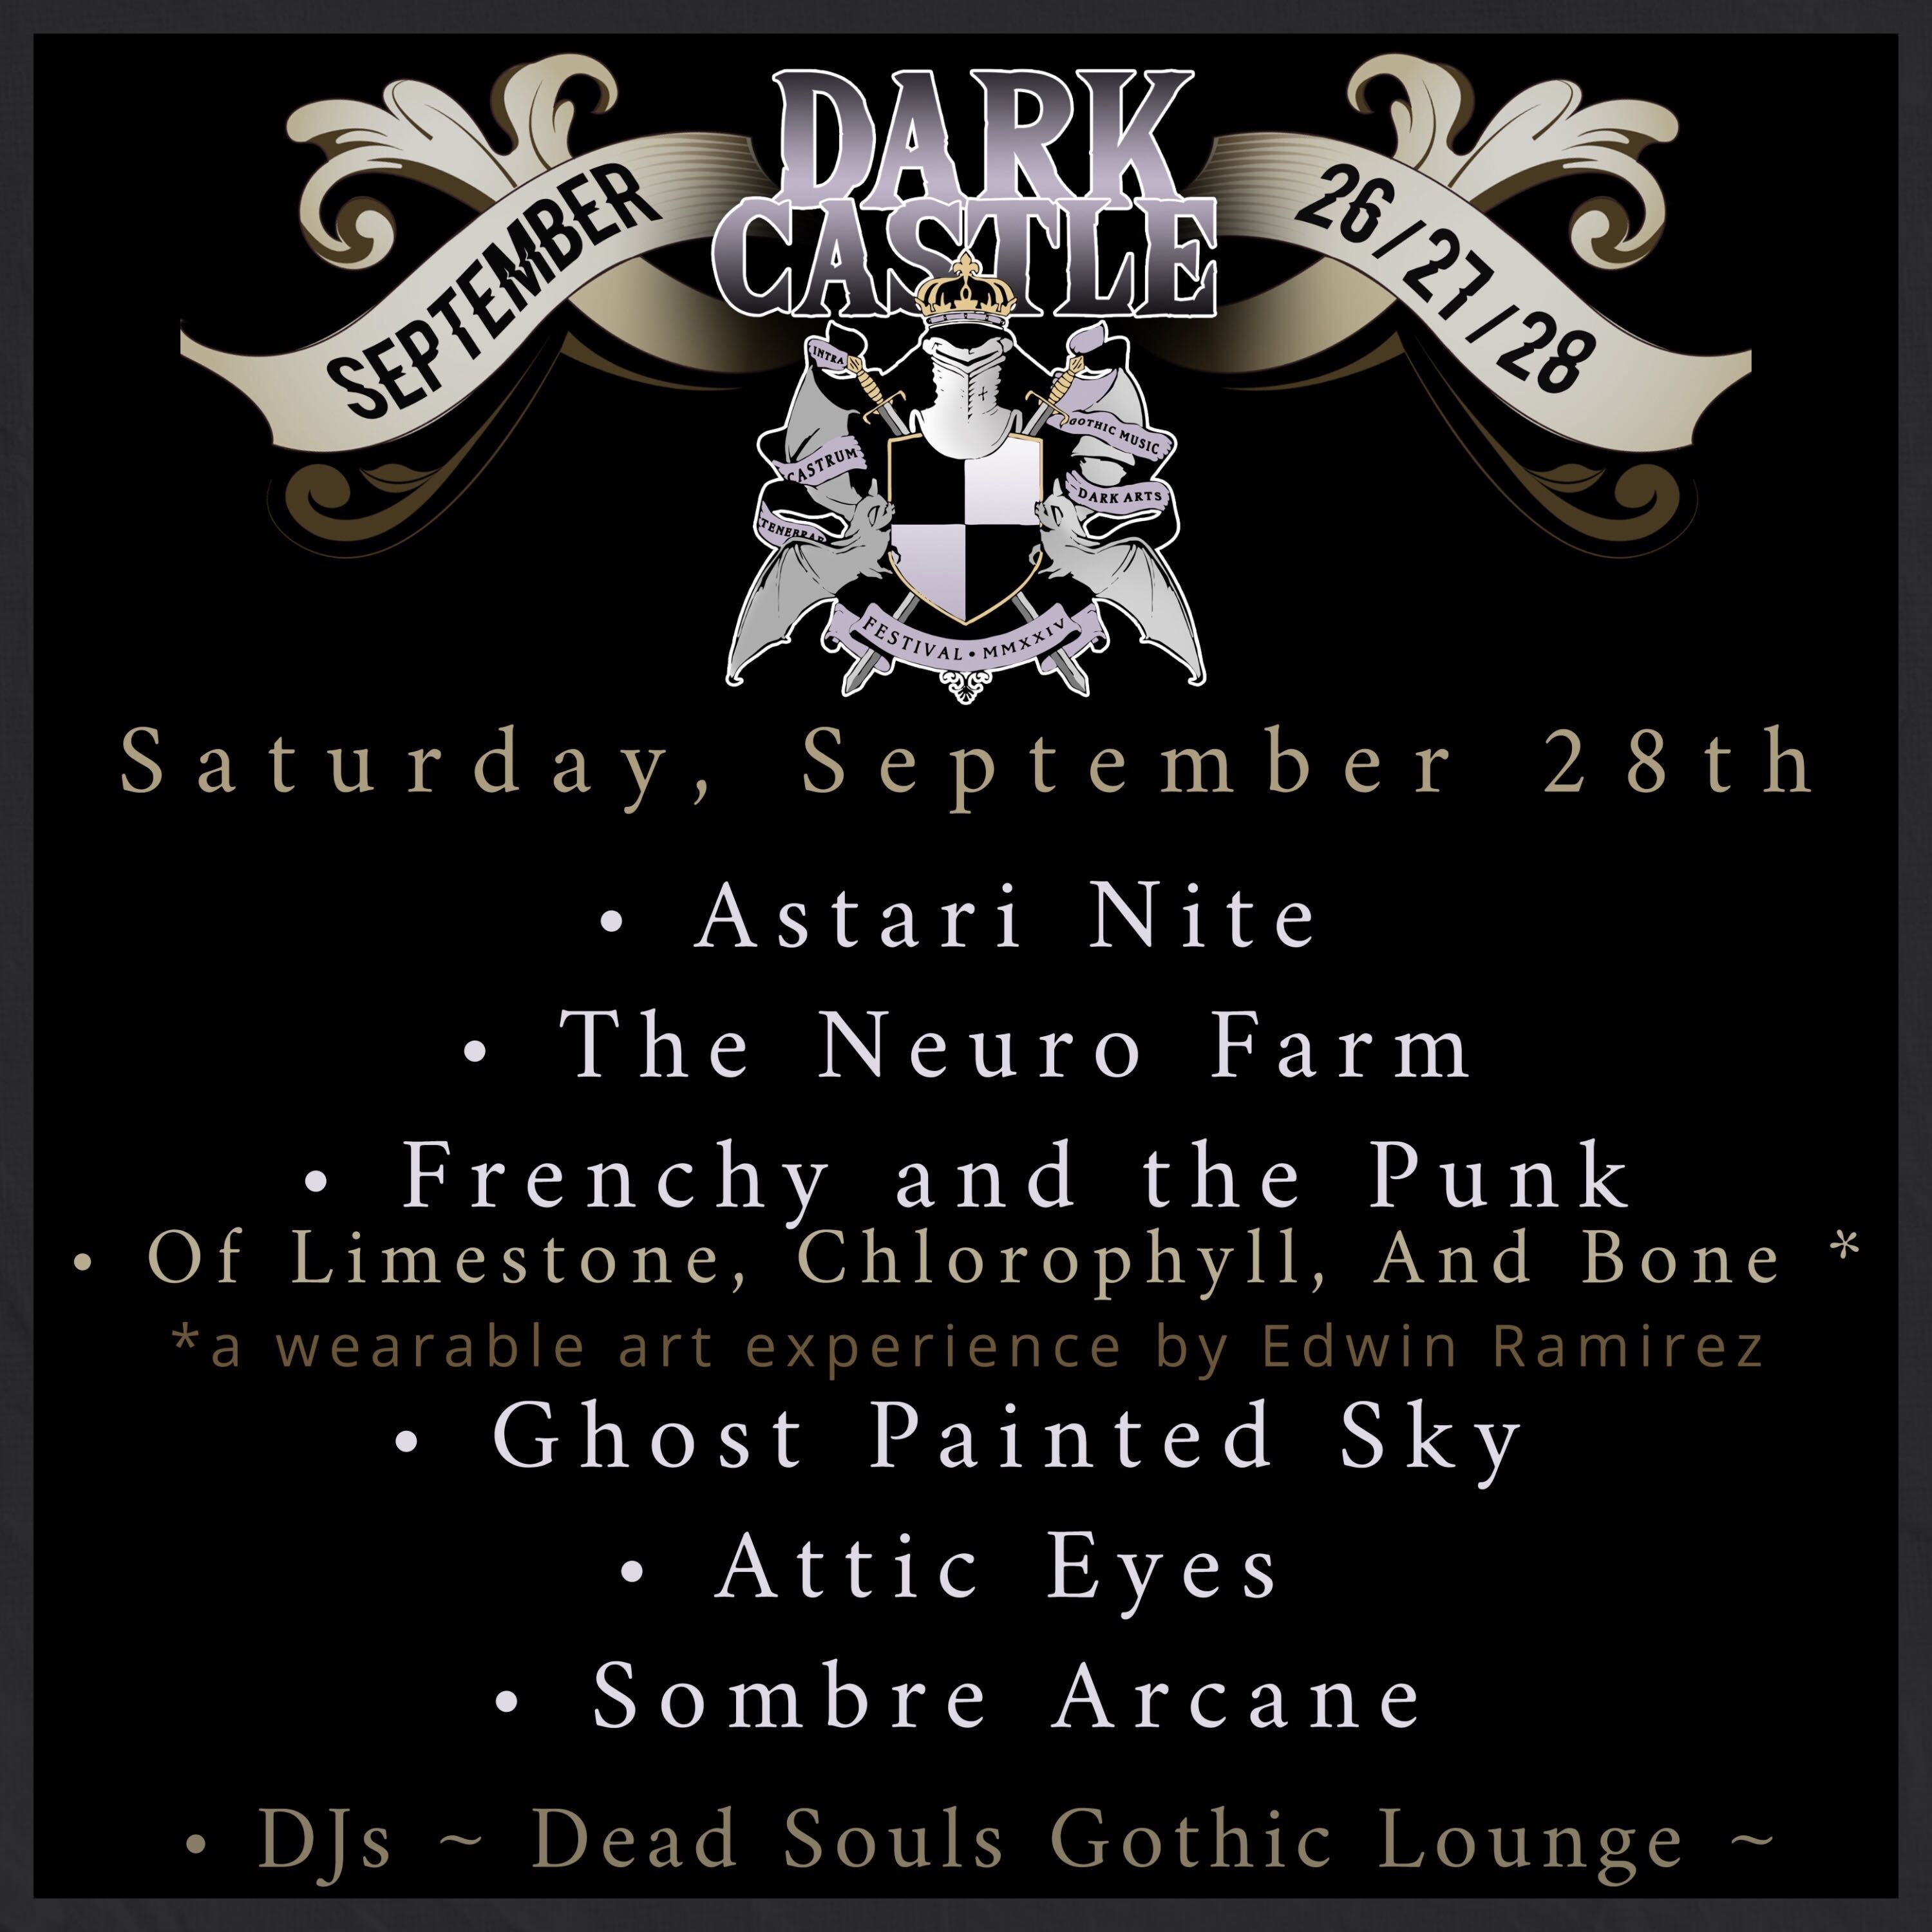 DARK
CASTLE
SEPTEMBER
26/27/28
INTRA
CASTRUM
TENEBRAE
GOTHIC MUSIC
DARK ARTS
FESTIVAL • MMXXIV
Saturday, September 28th
• Astari Nite
• The Neuro Farm
• Frenchy and the Punk
• Of Limestone, Chlorophyll, And Bone *
*a wearable art experience by Edwin Ramirez
• Ghost Painted Sky
• Attic Eyes
• Sombre Arcane
• DJs ~ Dead Souls Gothic Lounge ~